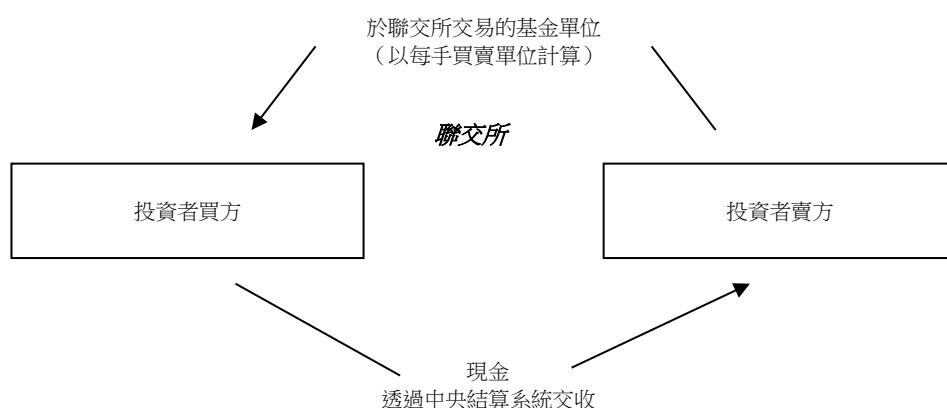 於聯交所交易的基金單位
（以每手買賣單位計算）
聯交所
投資者買方
投資者賣方
現金
透過中央結算系統交收